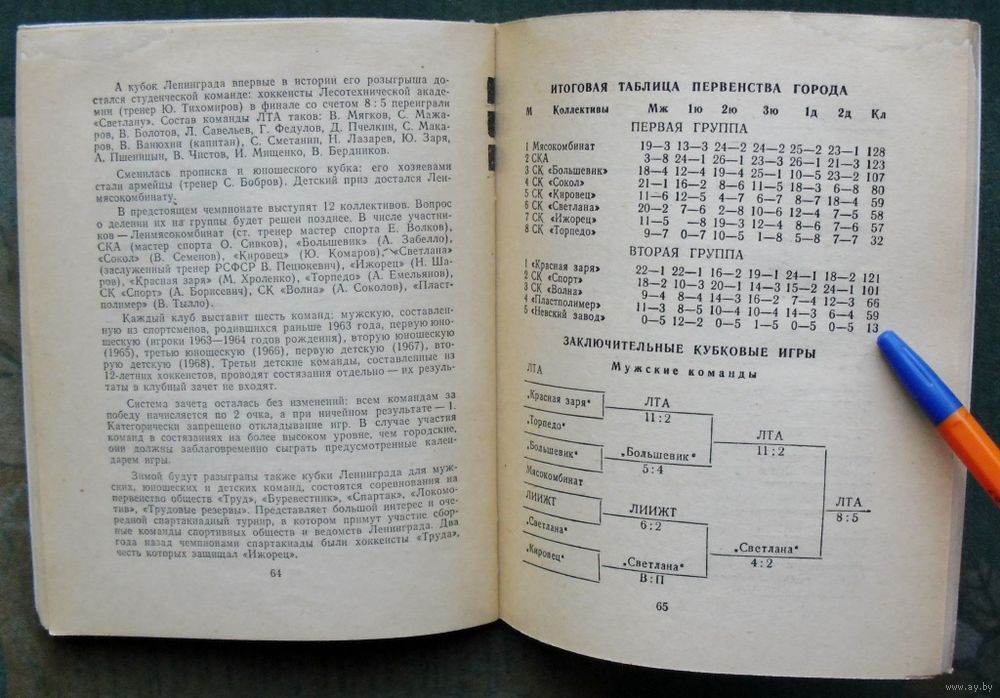 А кубок Ленинграда впервые в истории его розыгрыша до-
стался студенческой команде: хоккеисты Лесотехнической акаде-
мии (тренер Ю. Тихомиров) в финале со счетом 8 : 5 переиграли
«Светлану». Состав команды ЛТА таков: В. Мягков, С. Мажа-
ров, В. Болотов, Л. Савельев, Г. Федулов, Д. Пчелкин, С. Мака-
ров, В. Ванюхин (капитан), С. Сметанин, Н. Лазарев, Ю. Заря,
А. Пшеницын, В. Чистов, И. Мищенко, В. Бердников.
Сменилась прописка и юношеского кубка: его хозяевами
стали армейцы (тренер С. Бобров). Детский приз достался Лен-
мясокомбинату.
В предстоящем чемпионате выступят 12 коллективов. Вопрос
о делении их на группы будет решен позднее. В числе участни-
ков — Ленмясокомбинат (ст. тренер мастер спорта Е. Волков),
СКА (мастер спорта О. Сивков), «Большевик» (А. Забелло),
«Сокол» (В. Семенов), «Кировец» (Ю. Комаров), «Светлана»
(заслуженный тренер РСФСР В. Пецюкевич), «Ижорец» (Н. Ша-
ров), «Красная заря» (М. Хроленко), «Торпедо» (А. Емельянов),
СК «Спорт» (А. Борисевич), СК «Волна» (А. Соколов), «Пласт-
полимер» (В. Тылло).
Каждый клуб выставит шесть команд: мужскую, составлен-
ную из спортсменов, родившихся раньше 1963 года, первую юно-
шескую (игроки 1963—1964 годов рождения), вторую юношескую
(1965), третью юношескую (1966), первую детскую (1967), вто-
рую детскую (1968). Третьи детские команды, составленные из
12-летних хоккеистов, проводят состязания отдельно — их резуль-
таты в клубный зачет не входят.
Система зачета осталась без изменений: всем командам за
победу начисляется по 2 очка, а при ничейном результате — 1.
Категорически запрещено откладывание игр. В случае участия
команд в состязаниях на более высоком уровне, чем городские,
они должны заблаговременно сыграть предусмотренные кален-
дарем игры.
Зимой будут разыграны также кубки Ленинграда для муж-
ских, юношеских и детских команд, состоятся соревнования на
первенство обществ «Труд», «Буревестник», «Спартак», «Локомо-
тив», «Трудовые резервы». Представляет большой интерес и оче-
редной спартакиадный турнир, в котором примут участие сбор-
ные команды спортивных обществ и ведомств Ленинграда. Два
года назад чемпионами спартакиады были хоккеисты «Труда»,
честь которых защищал «Ижорец».
64
ИТОГОВАЯ ТАБЛИЦА ПЕРВЕНСТВА ГОРОДА
М Коллективы Мж 1ю 2ю 3ю 1д 2д Кл
ПЕРВАЯ ГРУППА
1 Мясокомбинат 19—3 13—3 24—2 24—2 25—2 23—1 128
2 СКА 3—8 24—1 26—1 23—3 26—1 21—3 123
3 СК «Большевик» 18—4 12—4 19—4 25—1 10—5 23—2 107
4 СК «Сокол» 21—1 16—2 8—6 11—5 18—3 6—8 80
5 СК «Кировец» 11—6 12—5 4—7 6—7 8—7 18—4 59
6 СК «Светлана» 20—2 7—6 2—8 10—6 12—4 7—5 58
7 СК «Ижорец» 11—5 —8 19—3 12—4 8—6 7—6 57
8 СК «Торпедо» 9—7 0—7 10—5 1—8 5—8 7—7 32
ВТОРАЯ ГРУППА
1 «Красная заря» 22—1 22—1 16—2 19—1 24—1 18—2 121
2 СК «Спорт» 18—2 10—3 20—1 14—3 15—2 24—1 101
3 СК «Волна» 9—4 8—4 14—3 16—2 7—4 12—3 66
4 «Пластполимер» 11—3 8—5 10—4 10—4 14—3 6—4 59
5 «Невский завод» 0—5 12—2 0—5 1—5 0—5 0—5 13
ЗАКЛЮЧИТЕЛЬНЫЕ КУБКОВЫЕ ИГРЫ
Мужские команды
ЛТА
„Красная заря“
ЛТА
11 : 2
„Торпедо“
ЛТА
11 : 2
„Большевик“
„Большевик“
5 : 4
Мясокомбинат
ЛТА
8 : 5
ЛИИЖТ
ЛИИЖТ
6 : 2
„Светлана“
„Светлана“
4 : 2
„Кировец“
„Светлана“
В : П
65
www.ay.by